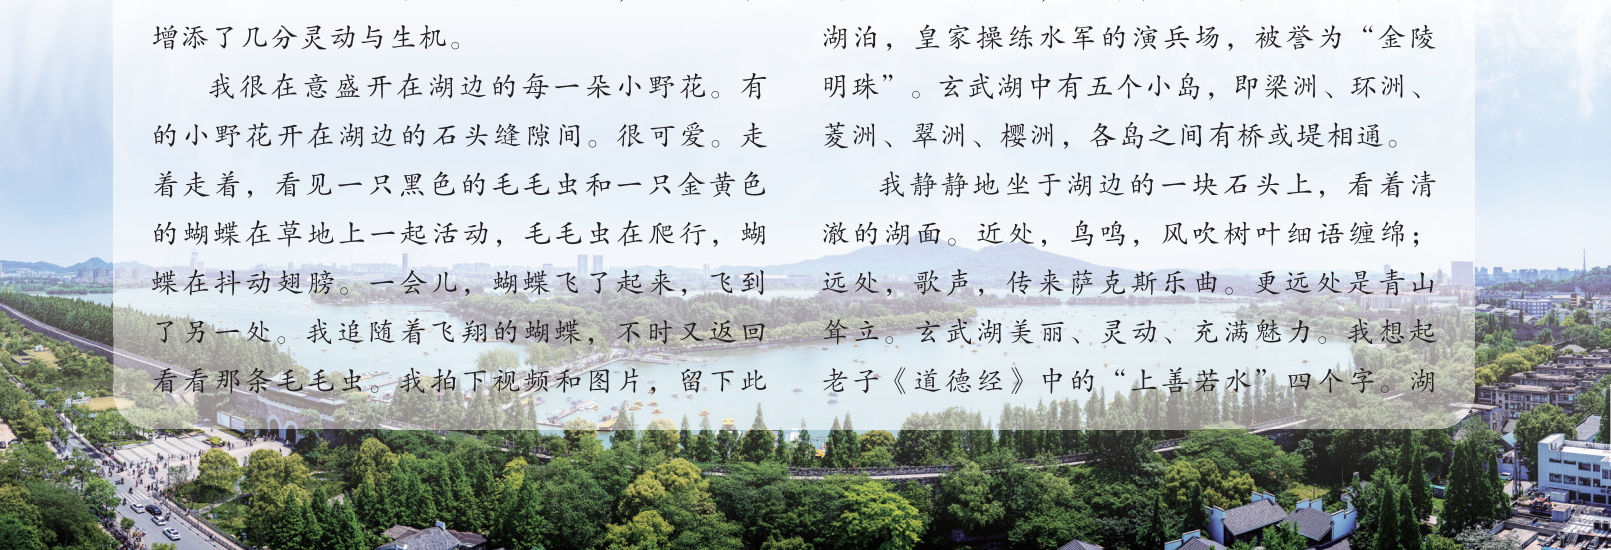 增添了几分灵动与生机。
我很在意盛开在湖边的每一朵小野花。有
的小野花开在湖边的石头缝隙间。很可爱。走
着走着，看见一只黑色的毛毛虫和一只金黄色
的蝴蝶在草地上一起活动，毛毛虫在爬行，蝴
蝶在抖动翅膀。一会儿，蝴蝶飞了起来，飞到
了另一处。我追随着飞翔的蝴蝶，不时又返回
看看那条毛毛虫。我拍下视频和图片，留下此
湖泊，皇家操练水军的演兵场，被誉为“金陵
明珠”。玄武湖中有五个小岛，即梁洲、环洲、
菱洲、翠洲、樱洲，各岛之间有桥或堤相通。
我静静地坐于湖边的一块石头上，看着清
澈的湖面。近处，鸟鸣，风吹树叶细语缠绵；
远处，歌声，传来萨克斯乐曲。更远处是青山
耸立。玄武湖美丽、灵动、充满魅力。我想起
老子《道德经》中的“上善若水”四个字。湖